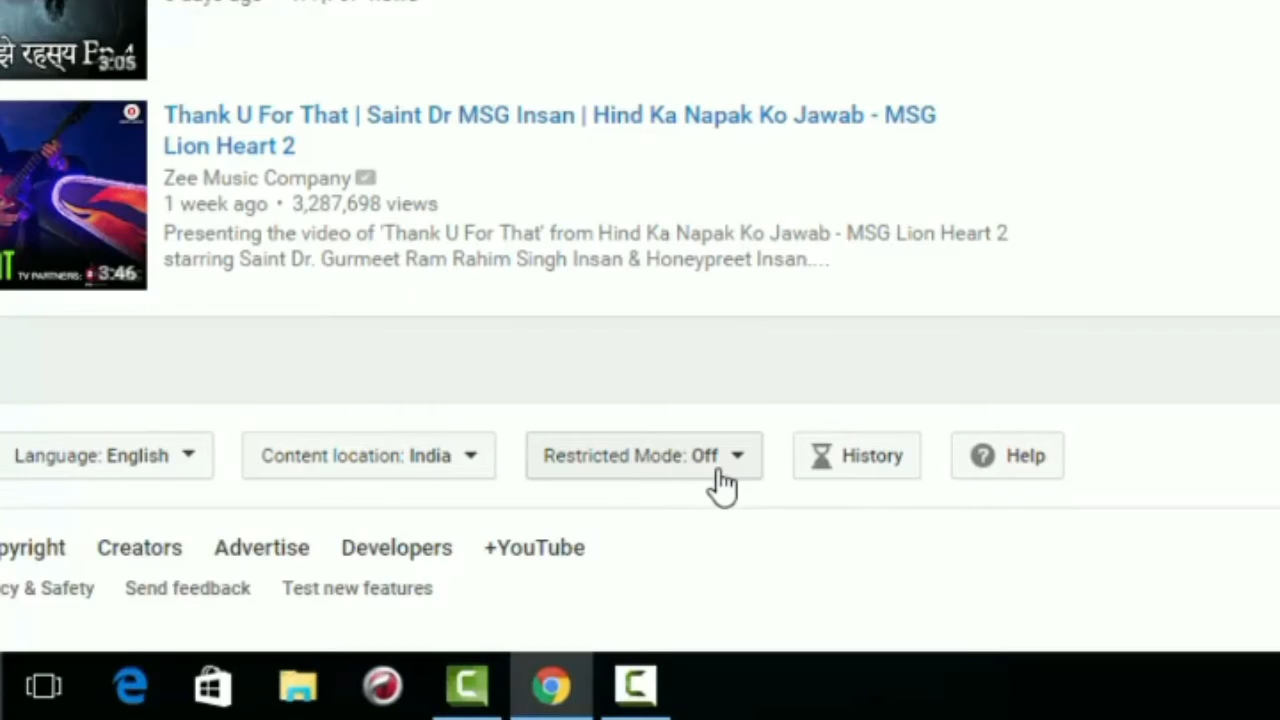 झे रहस्य Ep 4
3:05
Thank U For That | Saint Dr MSG Insan | Hind Ka Napak Ko Jawab - MSG
Lion Heart 2
Zee Music Company
1 week ago • 3,287,698 views
Presenting the video of 'Thank U For That' from Hind Ka Napak Ko Jawab - MSG Lion Heart 2
starring Saint Dr. Gurmeet Ram Rahim Singh Insan & Honeypreet Insan....
TV PARTNERS:
3:46
Language: English
Content location: India
Restricted Mode: Off
History
Help
pyright Creators Advertise Developers +YouTube
cy & Safety Send feedback Test new features